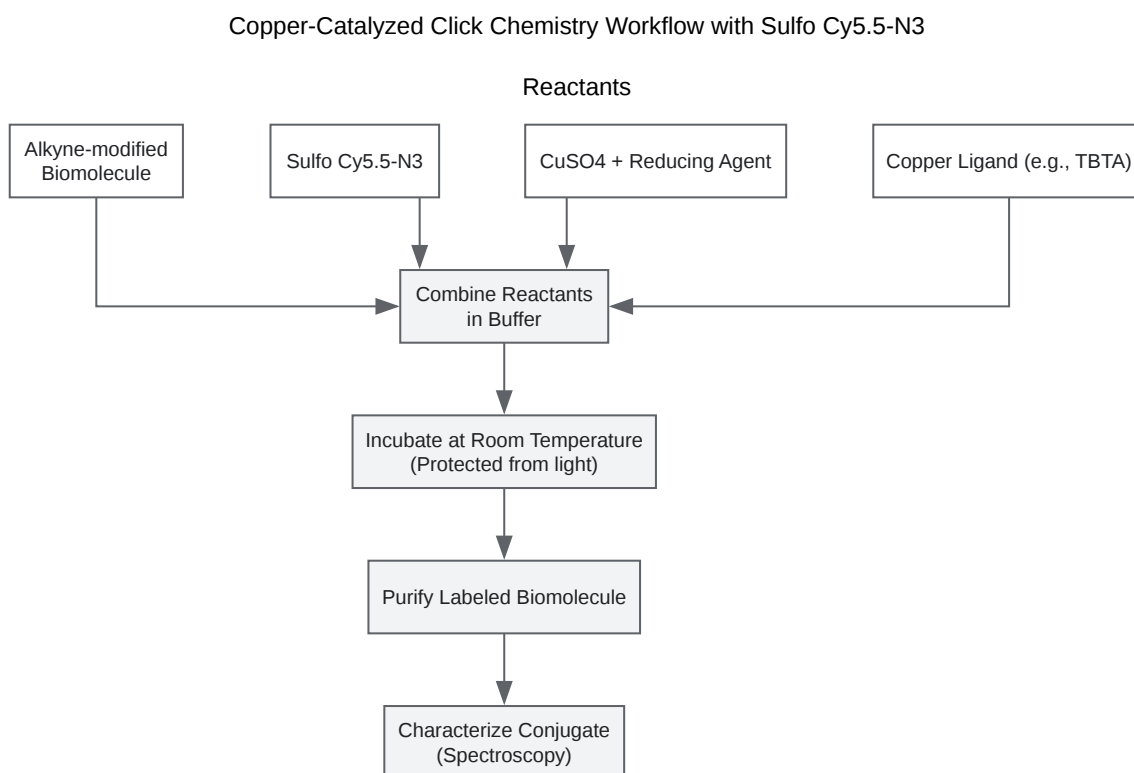 Copper-Catalyzed Click Chemistry Workflow with Sulfo Cy5.5-N3
Reactants
Alkyne-modified
Biomolecule
Sulfo Cy5.5-N3
CuSO4 + Reducing Agent
Copper Ligand (e.g., TBTA)
Combine Reactants
in Buffer
Incubate at Room Temperature
(Protected from light)
Purify Labeled Biomolecule
Characterize Conjugate
(Spectroscopy)